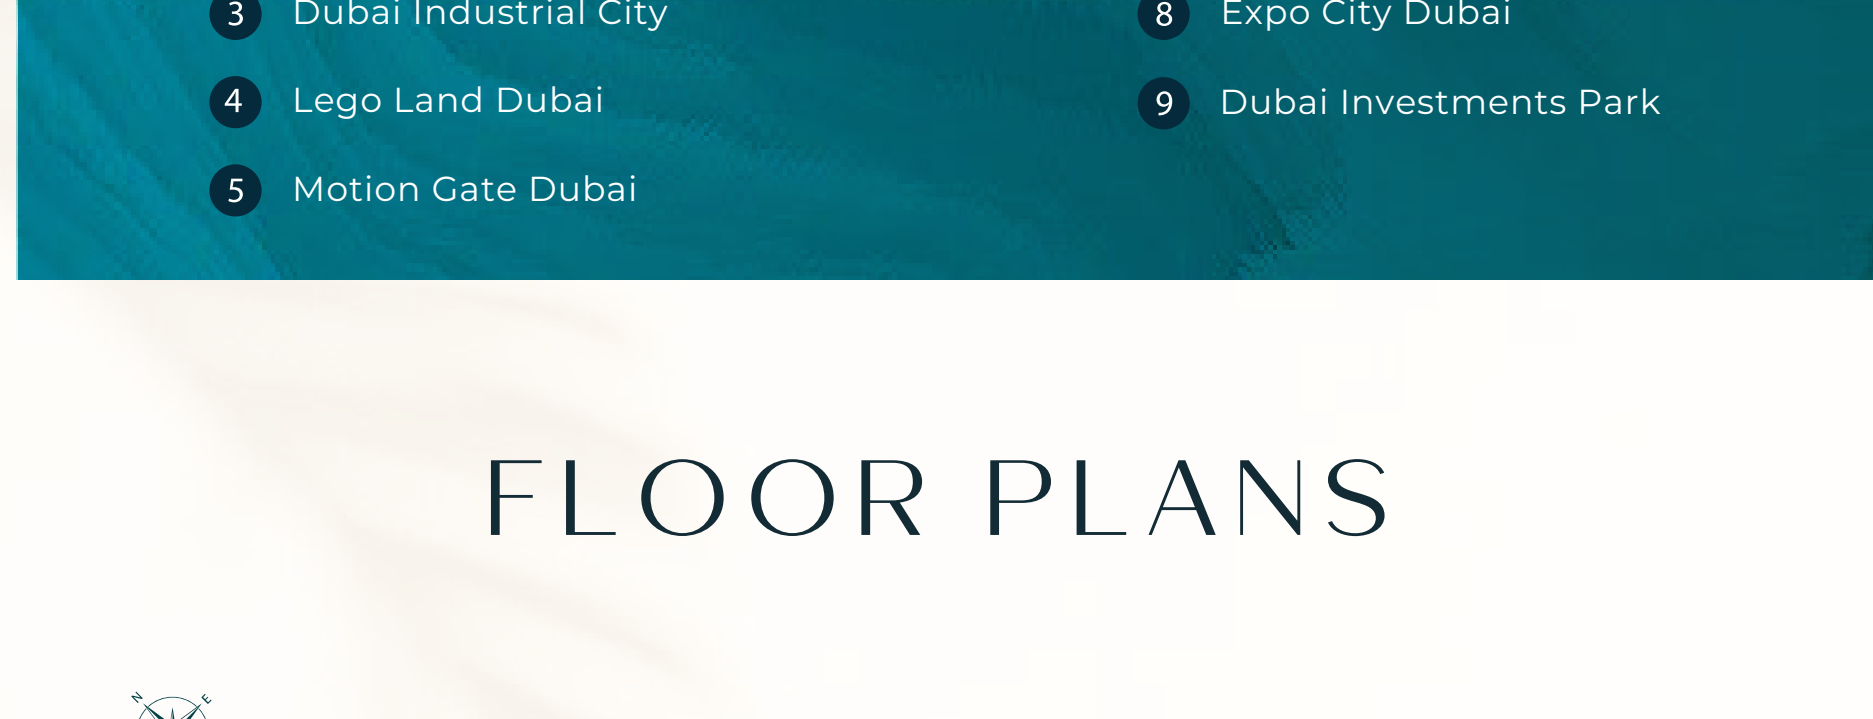 3 Dubai Industrial City
4 Lego Land Dubai
5 Motion Gate Dubai
8 Expo City Dubai
9 Dubai Investments Park
FLOOR PLANS
N E